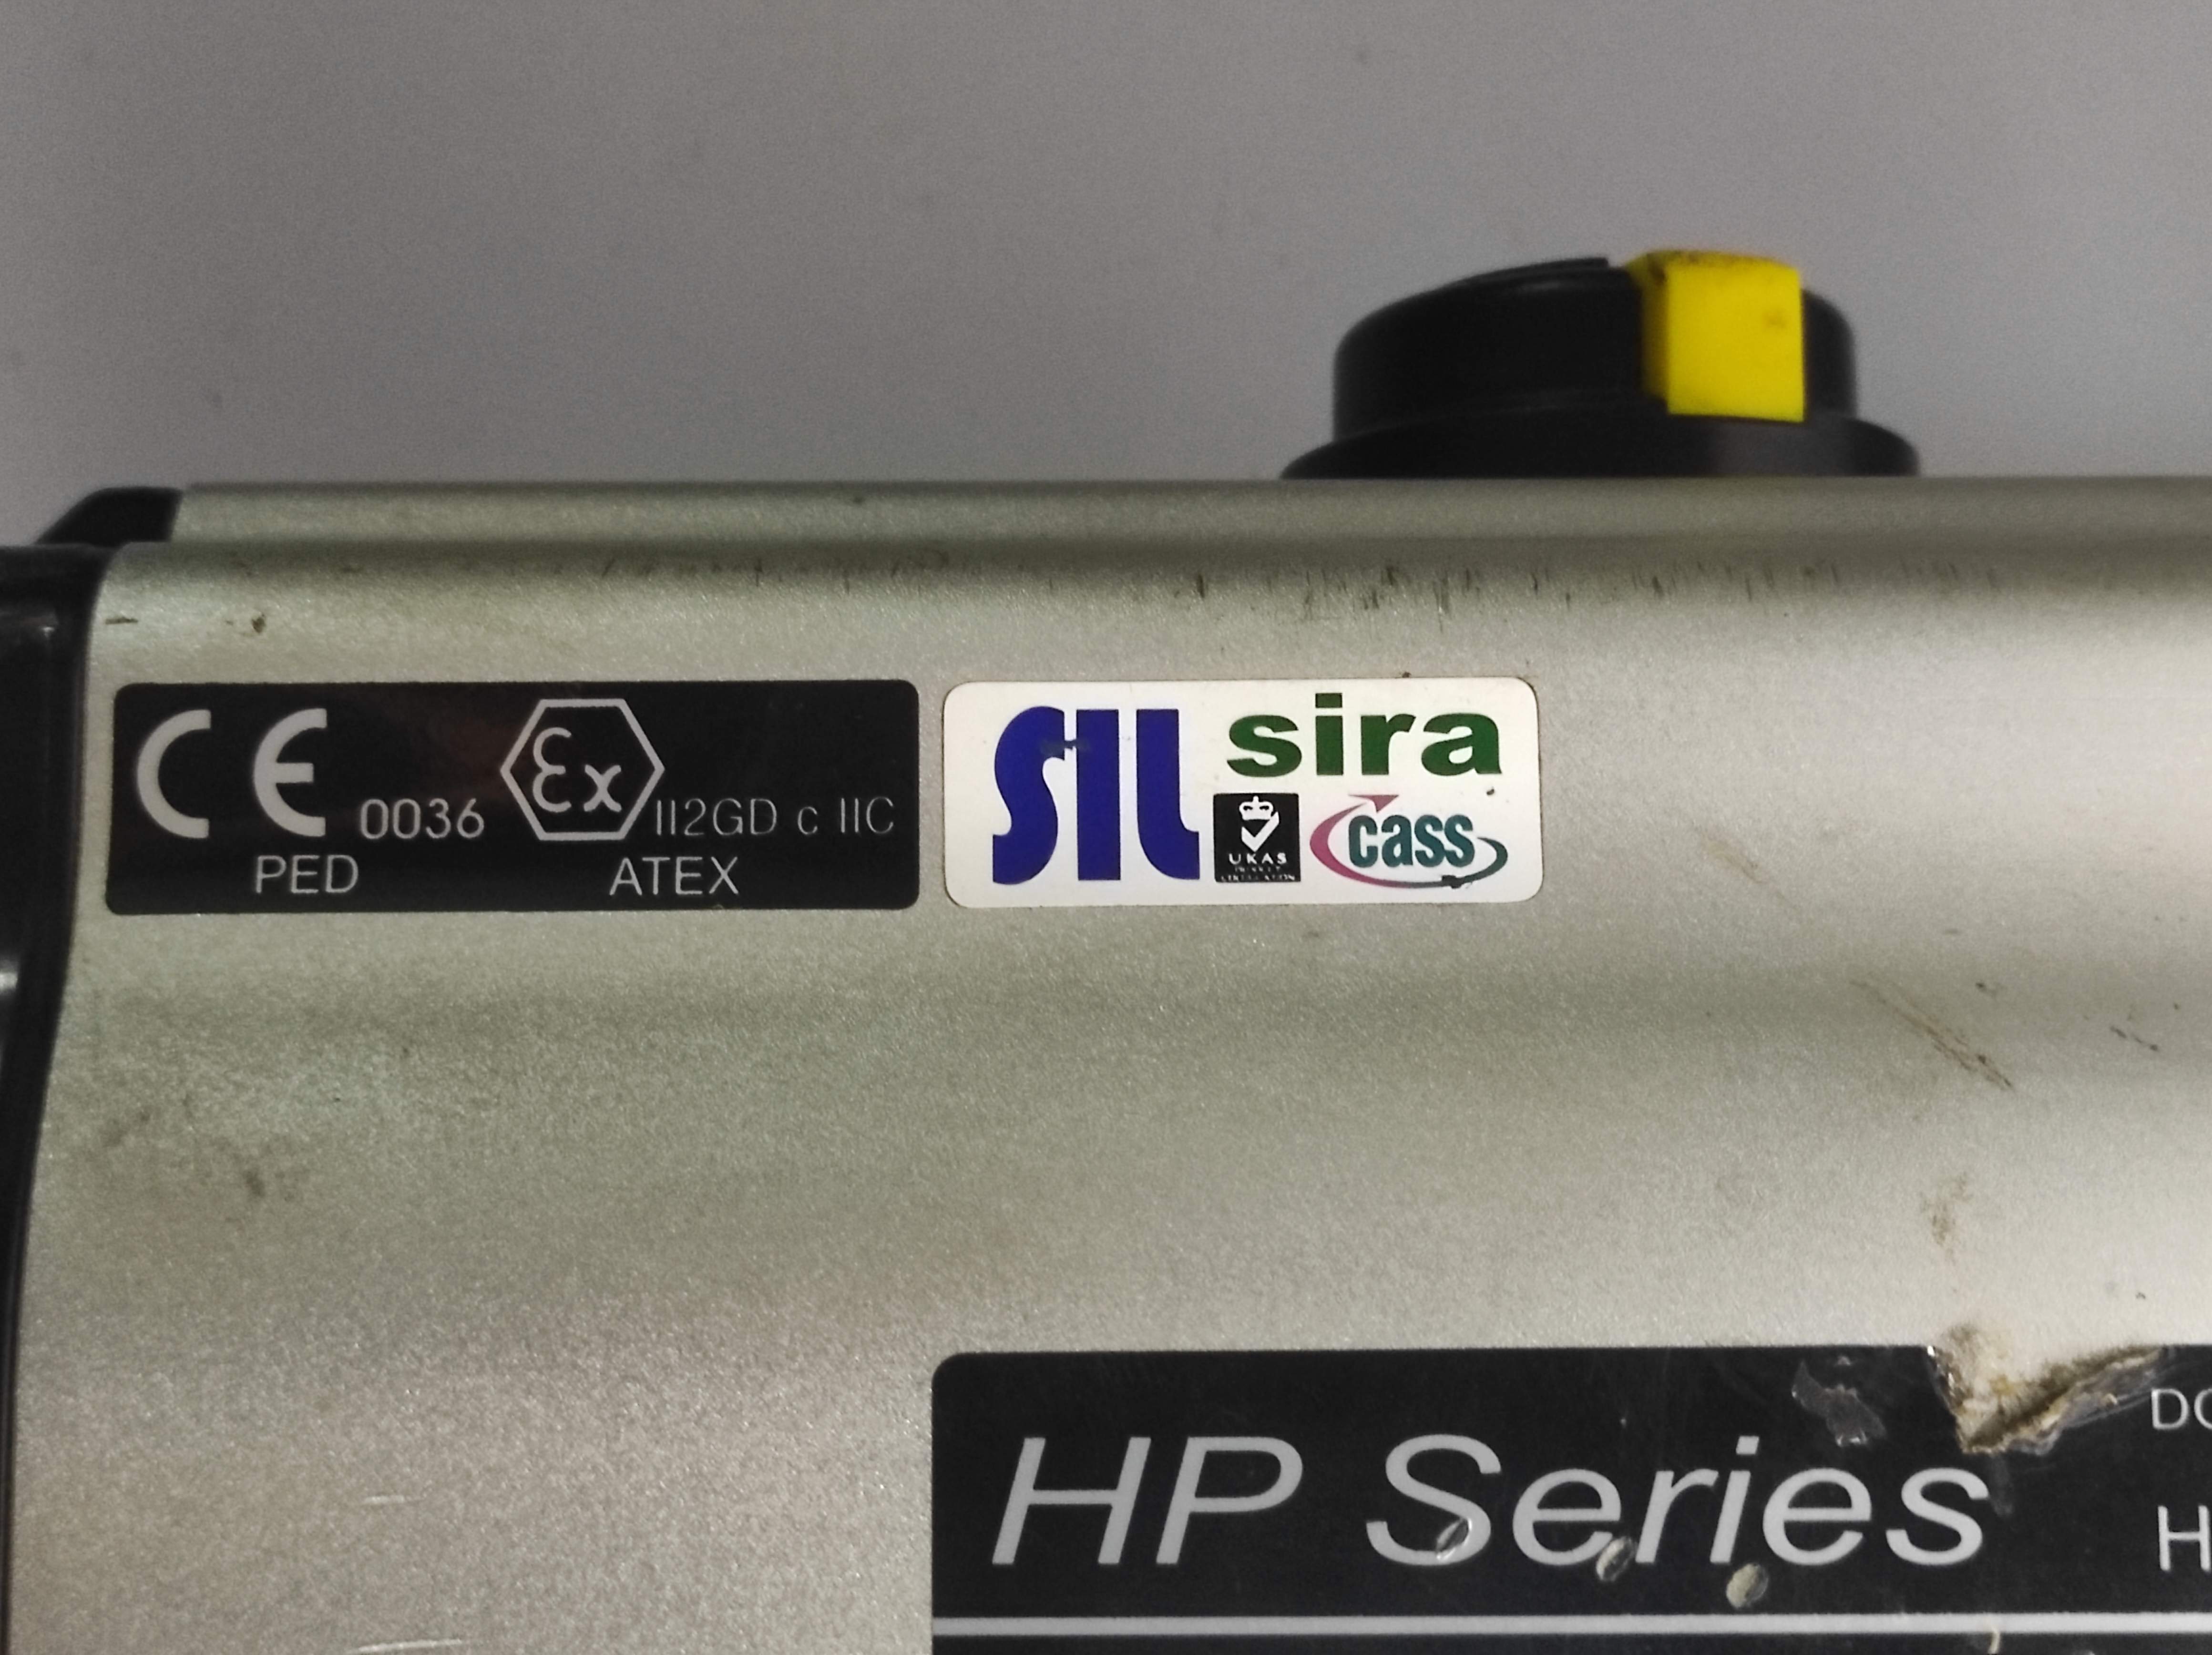 CE 0036 Ex II2GD c IIC
PED ATEX
SIL sira
UKAS
cass
HP Series